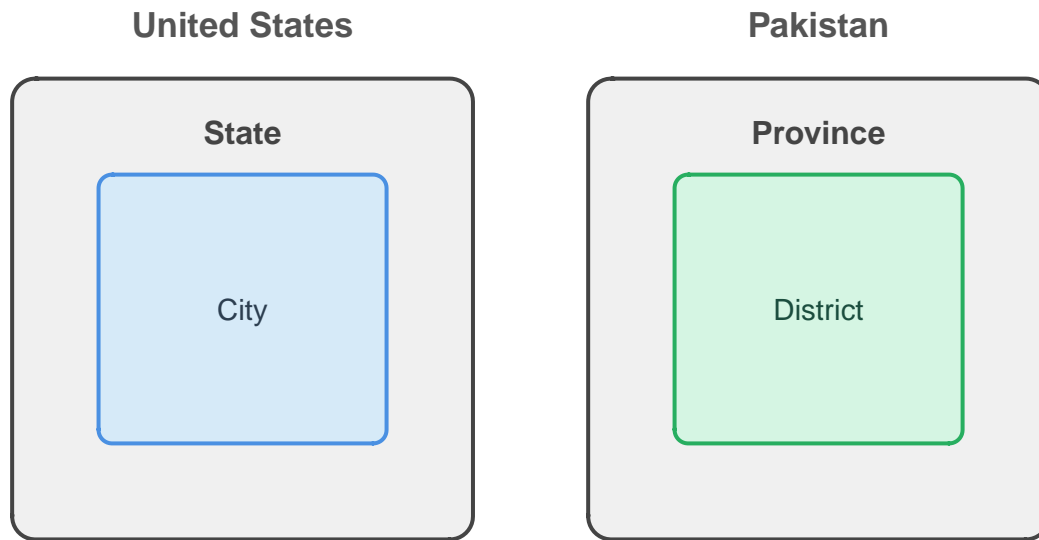 United States
State
City
Pakistan
Province
District